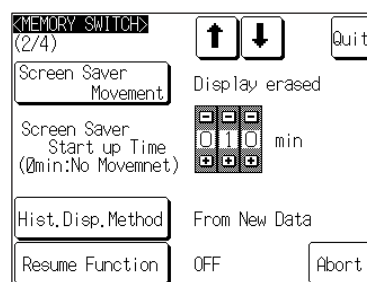 <MEMORY SWITCH>
(2/4)
Quit
Screen Saver
Movement
Display erased
Screen Saver
Start up Time
(0min:No Movemnet)
010 min
Hist.Disp.Method
From New Data
Resume Function
OFF
Abort